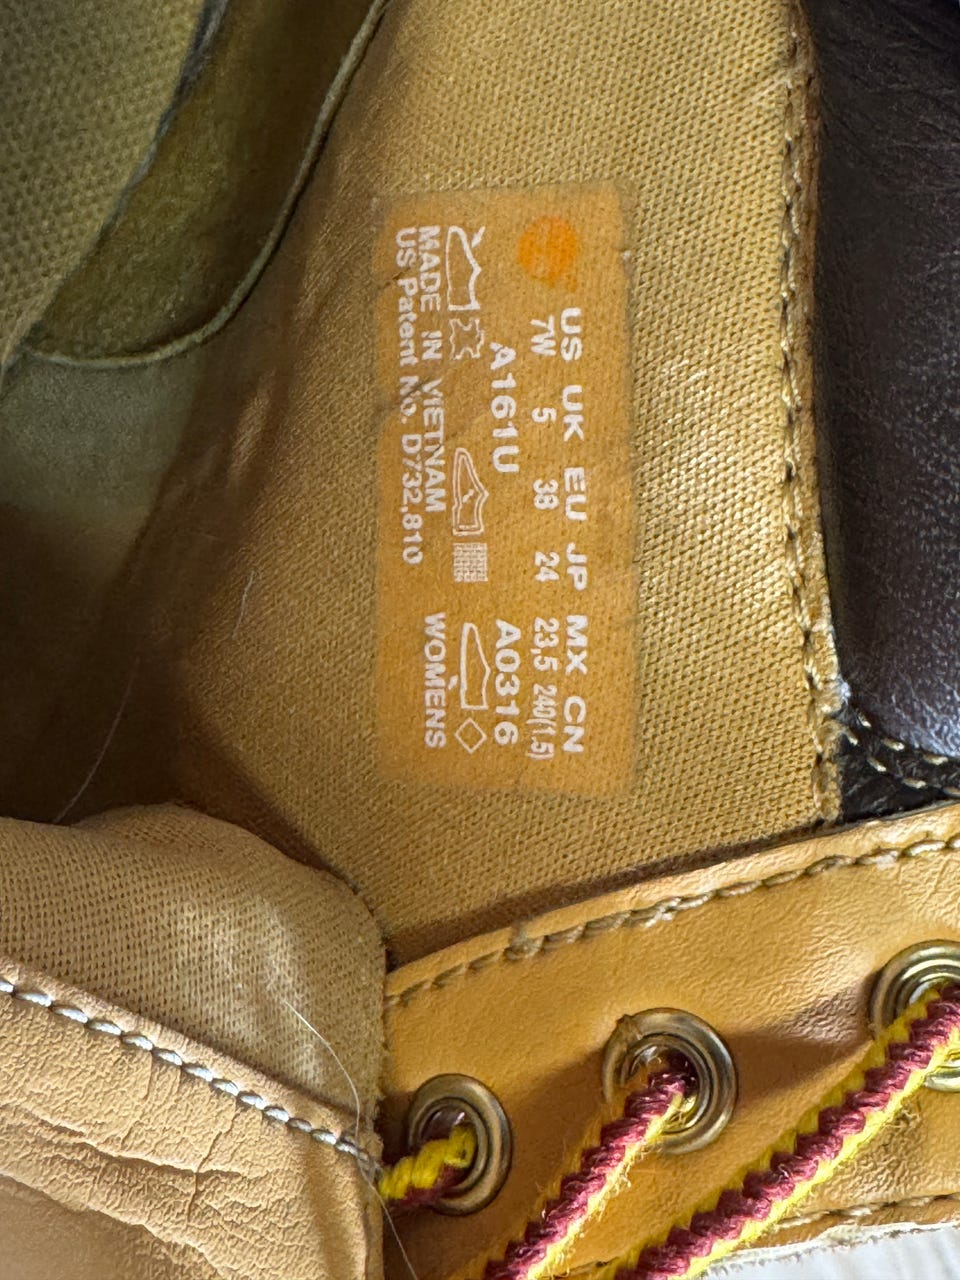 US UK EU JP MX CN
7W 5 38 24 23,5 240(1.5)
A161U A0316
MADE IN VIETNAM WOMENS
US Patent No. D732,810